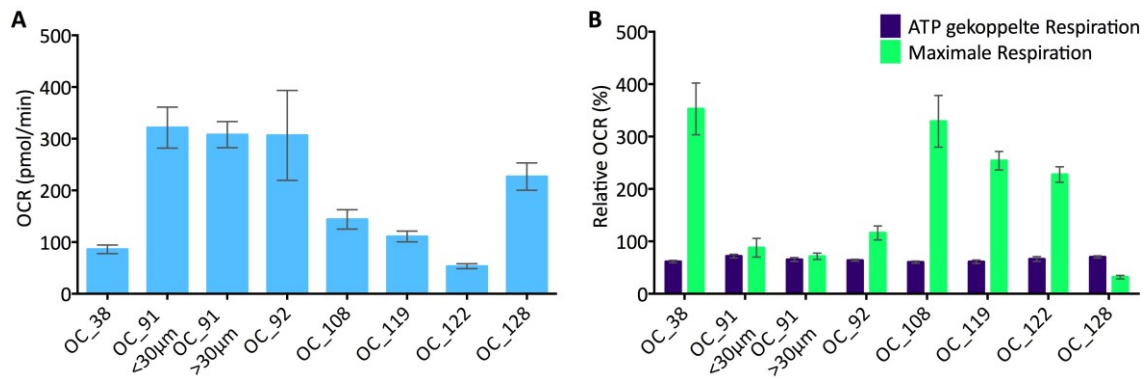 A
500
400
300
200
100
0
OCR (pmol/min)
OC_38
OC_91
<30µm
OC_91
>30µm
OC_92
OC_108
OC_119
OC_122
OC_128
B
ATP gekoppelte Respiration
Maximale Respiration
500
400
300
200
100
0
Relative OCR (%)
OC_38
OC_91
<30µm
OC_91
>30µm
OC_92
OC_108
OC_119
OC_122
OC_128